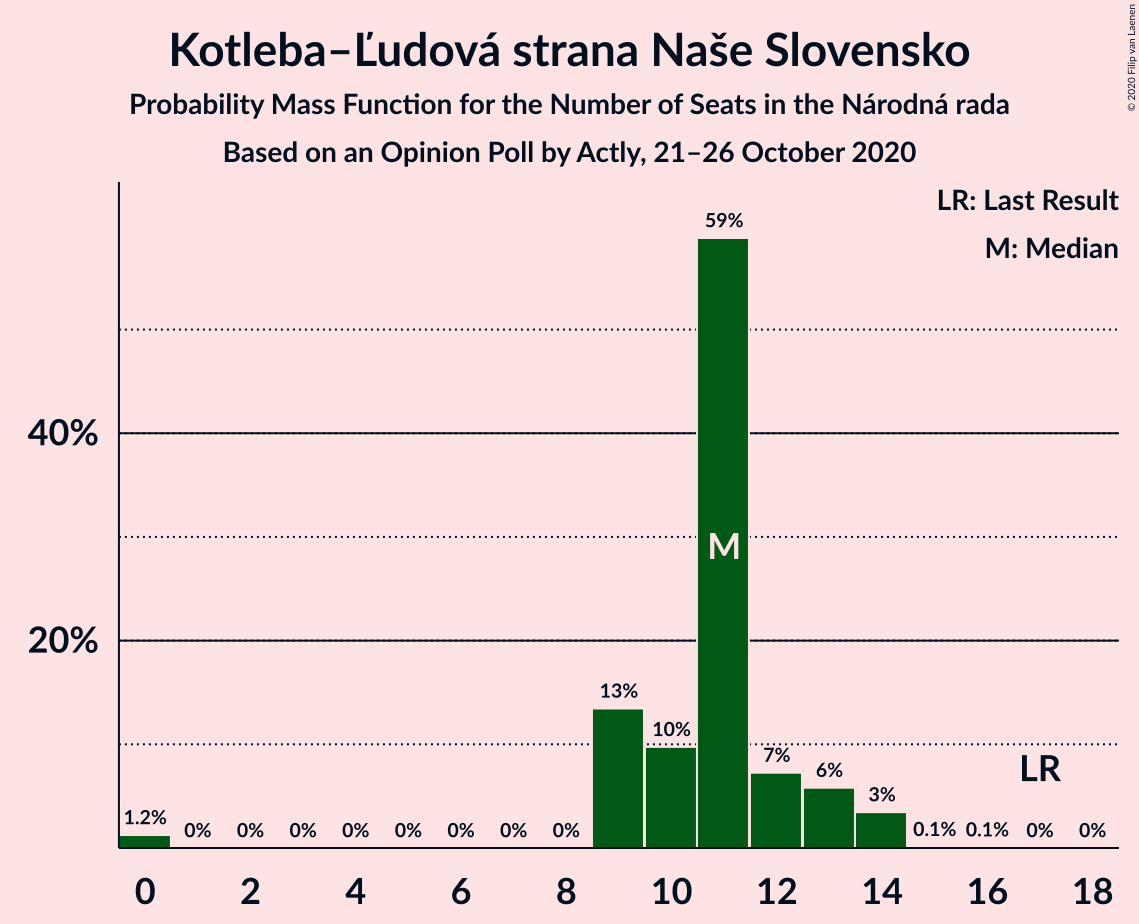 Kotleba–Ľudová strana Naše Slovensko
Probability Mass Function for the Number of Seats in the Národná rada
Based on an Opinion Poll by Actly, 21–26 October 2020
© 2020 Filip van Laenen
LR: Last Result
M: Median
59%
40%
M
20%
13%
10%
7%
6%
3%
LR
1.2% 0% 0% 0% 0% 0% 0% 0% 0% 0.1% 0.1% 0% 0%
0 2 4 6 8 10 12 14 16 18